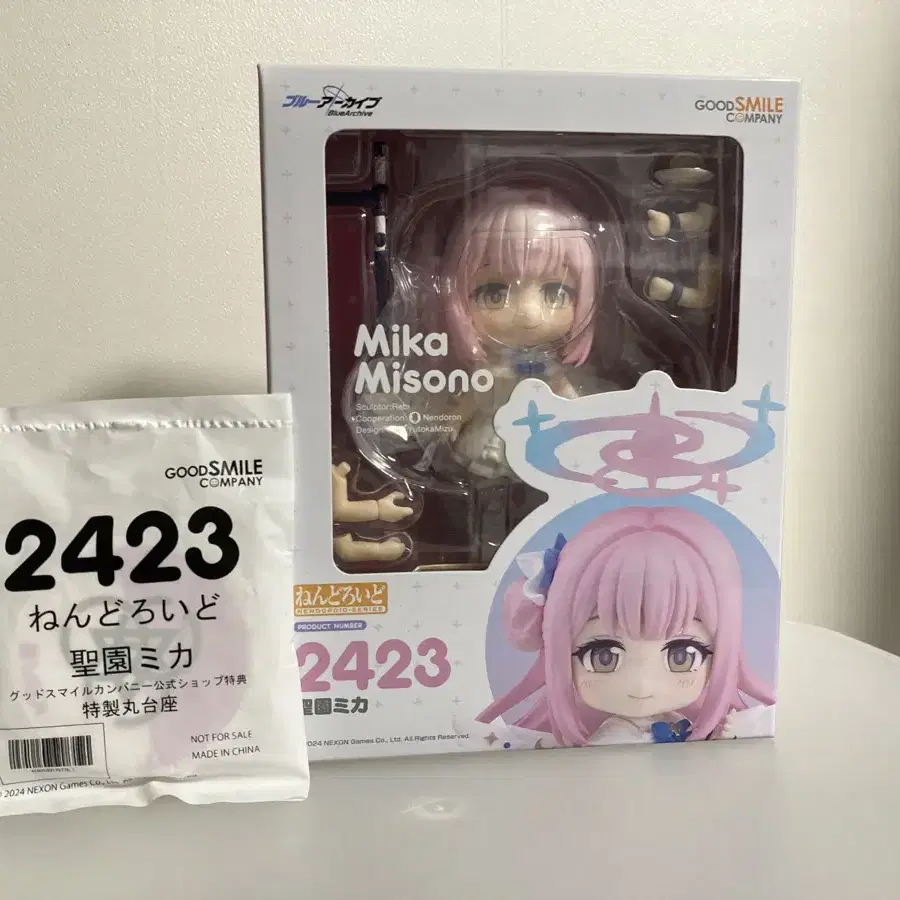 ブルーアーカイブ
BlueArchive
GOOD SMILE
COMPANY
Mika
Misono
Sculptor:Rebi
Cooperation: Nendoron
YufokaMizu
ねんどろいど
NENDOROID-SERIES
PRODUCT NUMBER
2423
聖園ミカ
2024 NEXON Games Co., Ltd. All Rights Reserved.
GOOD SMILE
COMPANY
2423
ねんどろいど
聖園ミカ
グッドスマイルカンパニー公式ショップ特典
特製丸台座
NOT FOR SALE
MADE IN CHINA
© 2024 NEXON Games Co., Ltd.